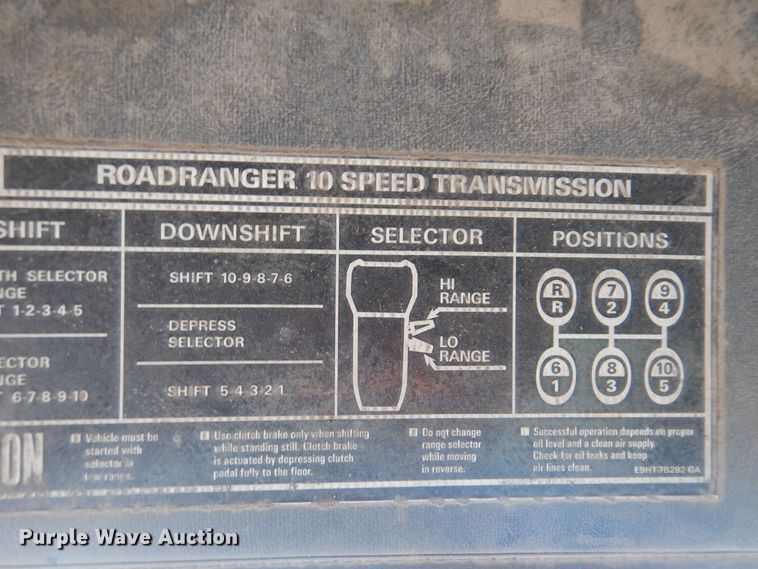 ROADRANGER 10 SPEED TRANSMISSION
SHIFT
TH SELECTOR
NGE
T 1-2-3-4-5
ECTOR
NGE
T 6-7-8-9-10
DOWNSHIFT
SHIFT 10-9-8-7-6
DEPRESS
SELECTOR
SHIFT 5-4-3-2-1
SELECTOR
HI
RANGE
LO
RANGE
POSITIONS
R 7 9
R 2 4
6 8 10
1 3 5
ON
Vehicle must be
started with
selector in
low range.
Use clutch brake only when shifting
while standing still. Clutch brake
is actuated by depressing clutch
pedal fully to the floor.
Do not change
range selector
while moving
in reverse.
Successful operation depends on proper
oil level and a clean air supply.
Check for oil leaks and keep
air lines clean.
E9HT-7B292-GA
Purple Wave Auction